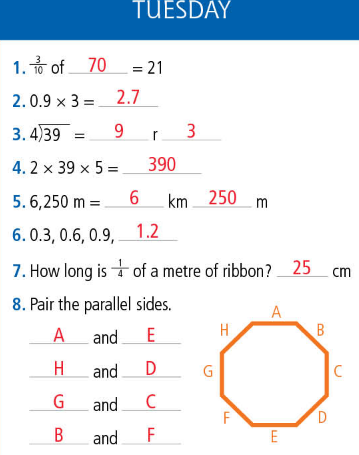 TUESDAY
1. 3/10 of 70 = 21
2. 0.9 × 3 = 2.7
3. 4)39 = 9 r 3
4. 2 × 39 × 5 = 390
5. 6,250 m = 6 km 250 m
6. 0.3, 0.6, 0.9, 1.2
7. How long is 1/4 of a metre of ribbon? 25 cm
8. Pair the parallel sides.
A and E
H and D
G and C
B and F
A
H B
G C
F D
E